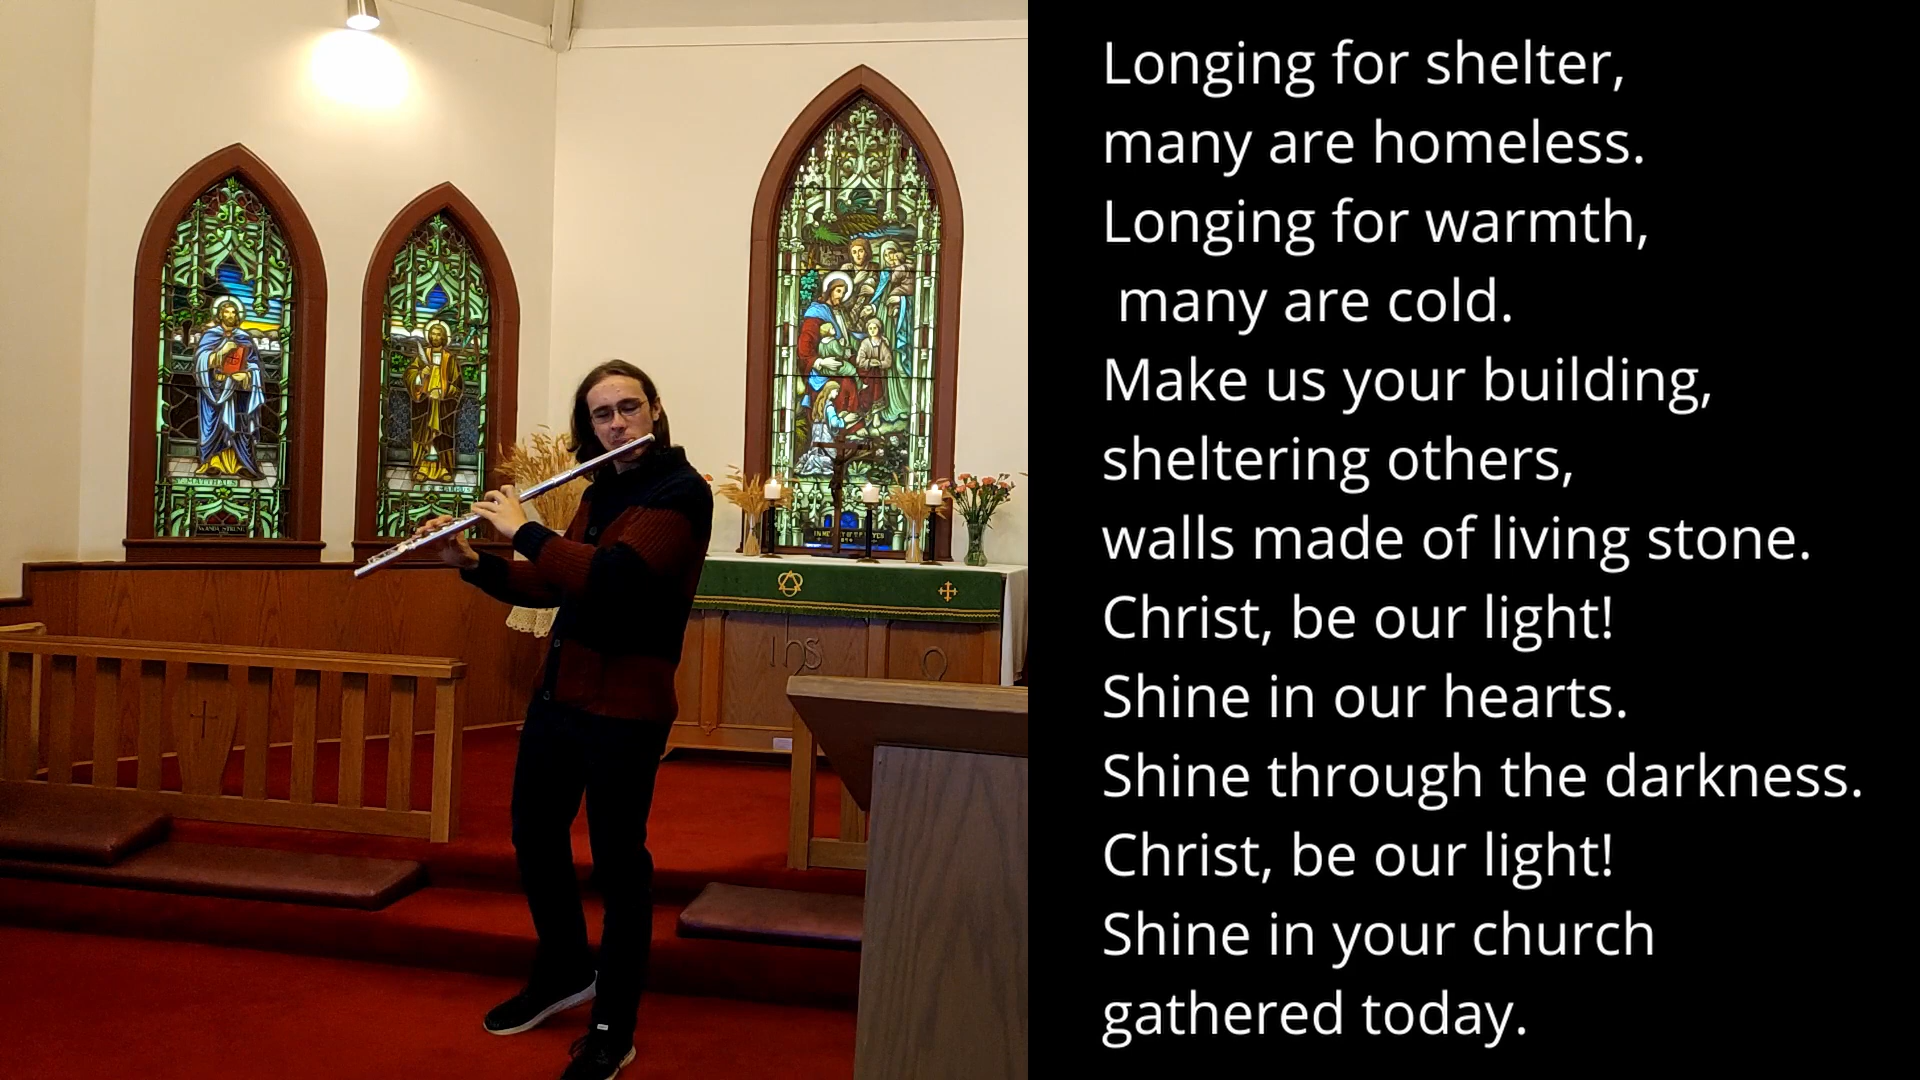 Longing for shelter,
many are homeless.
Longing for warmth,
many are cold.
Make us your building,
sheltering others,
walls made of living stone.
Christ, be our light!
Shine in our hearts.
Shine through the darkness.
Christ, be our light!
Shine in your church
gathered today.
IHS